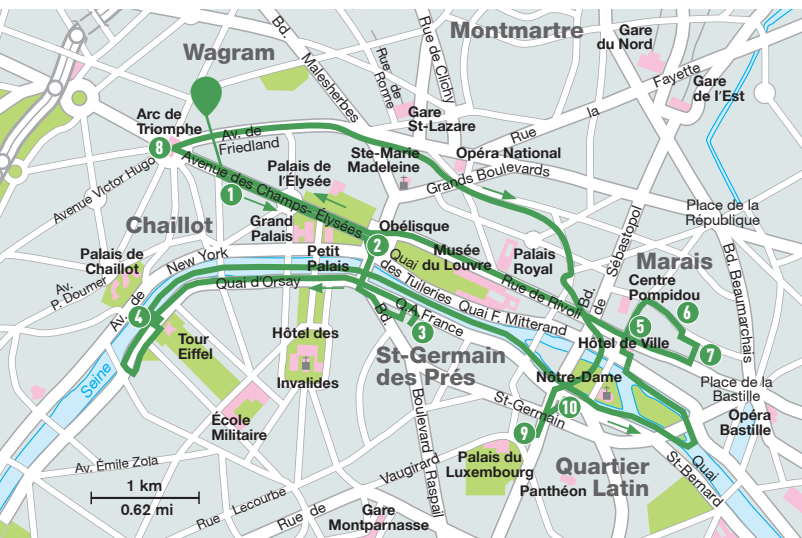 Montmartre
Wagram
Bd.
Malesherbes
Rue de Rome
Rue de Clichy
Gare
du Nord
Gare
de l'Est
Fayette
la
Rue
Arc de
Triomphe
8
Av. de
Friedland
Gare
St-Lazare
Ste-Marie
Madeleine
Opéra National
Grands Boulevards
Avenue Victor Hugo
Avenue des Champs-Élysées
1
Palais de
l'Élysée
Place de la
République
Chaillot
Grand
Palais
Obélisque
2
Petit
Palais
Musée
du Louvre
Palais
Royal
Bd. de Sébastopol
Bd. Beaumarchais
Marais
Centre
Pompidou
5
6
7
Palais de
Chaillot
Av.
P. Doumer
Av. de New York
4
Quai d'Orsay
Quai des Tuileries
Quai F. Mitterand
Rue de Rivoli
Q.A.France
3
Hôtel de Ville
Tour
Eiffel
Hôtel des
Invalides
Seine
St-Germain
des Prés
Bd.
St-Germain
Nôtre-Dame
10
9
Place de la
Bastille
Opéra
Bastille
École
Militaire
Boulevard Raspail
Palais du
Luxembourg
Panthéon
Quartier
Latin
Quai
St-Bernard
Av. Émile Zola
1 km
0.62 mi
Vaugirard
Rue Lecourbe
Rue de
Gare
Montparnasse